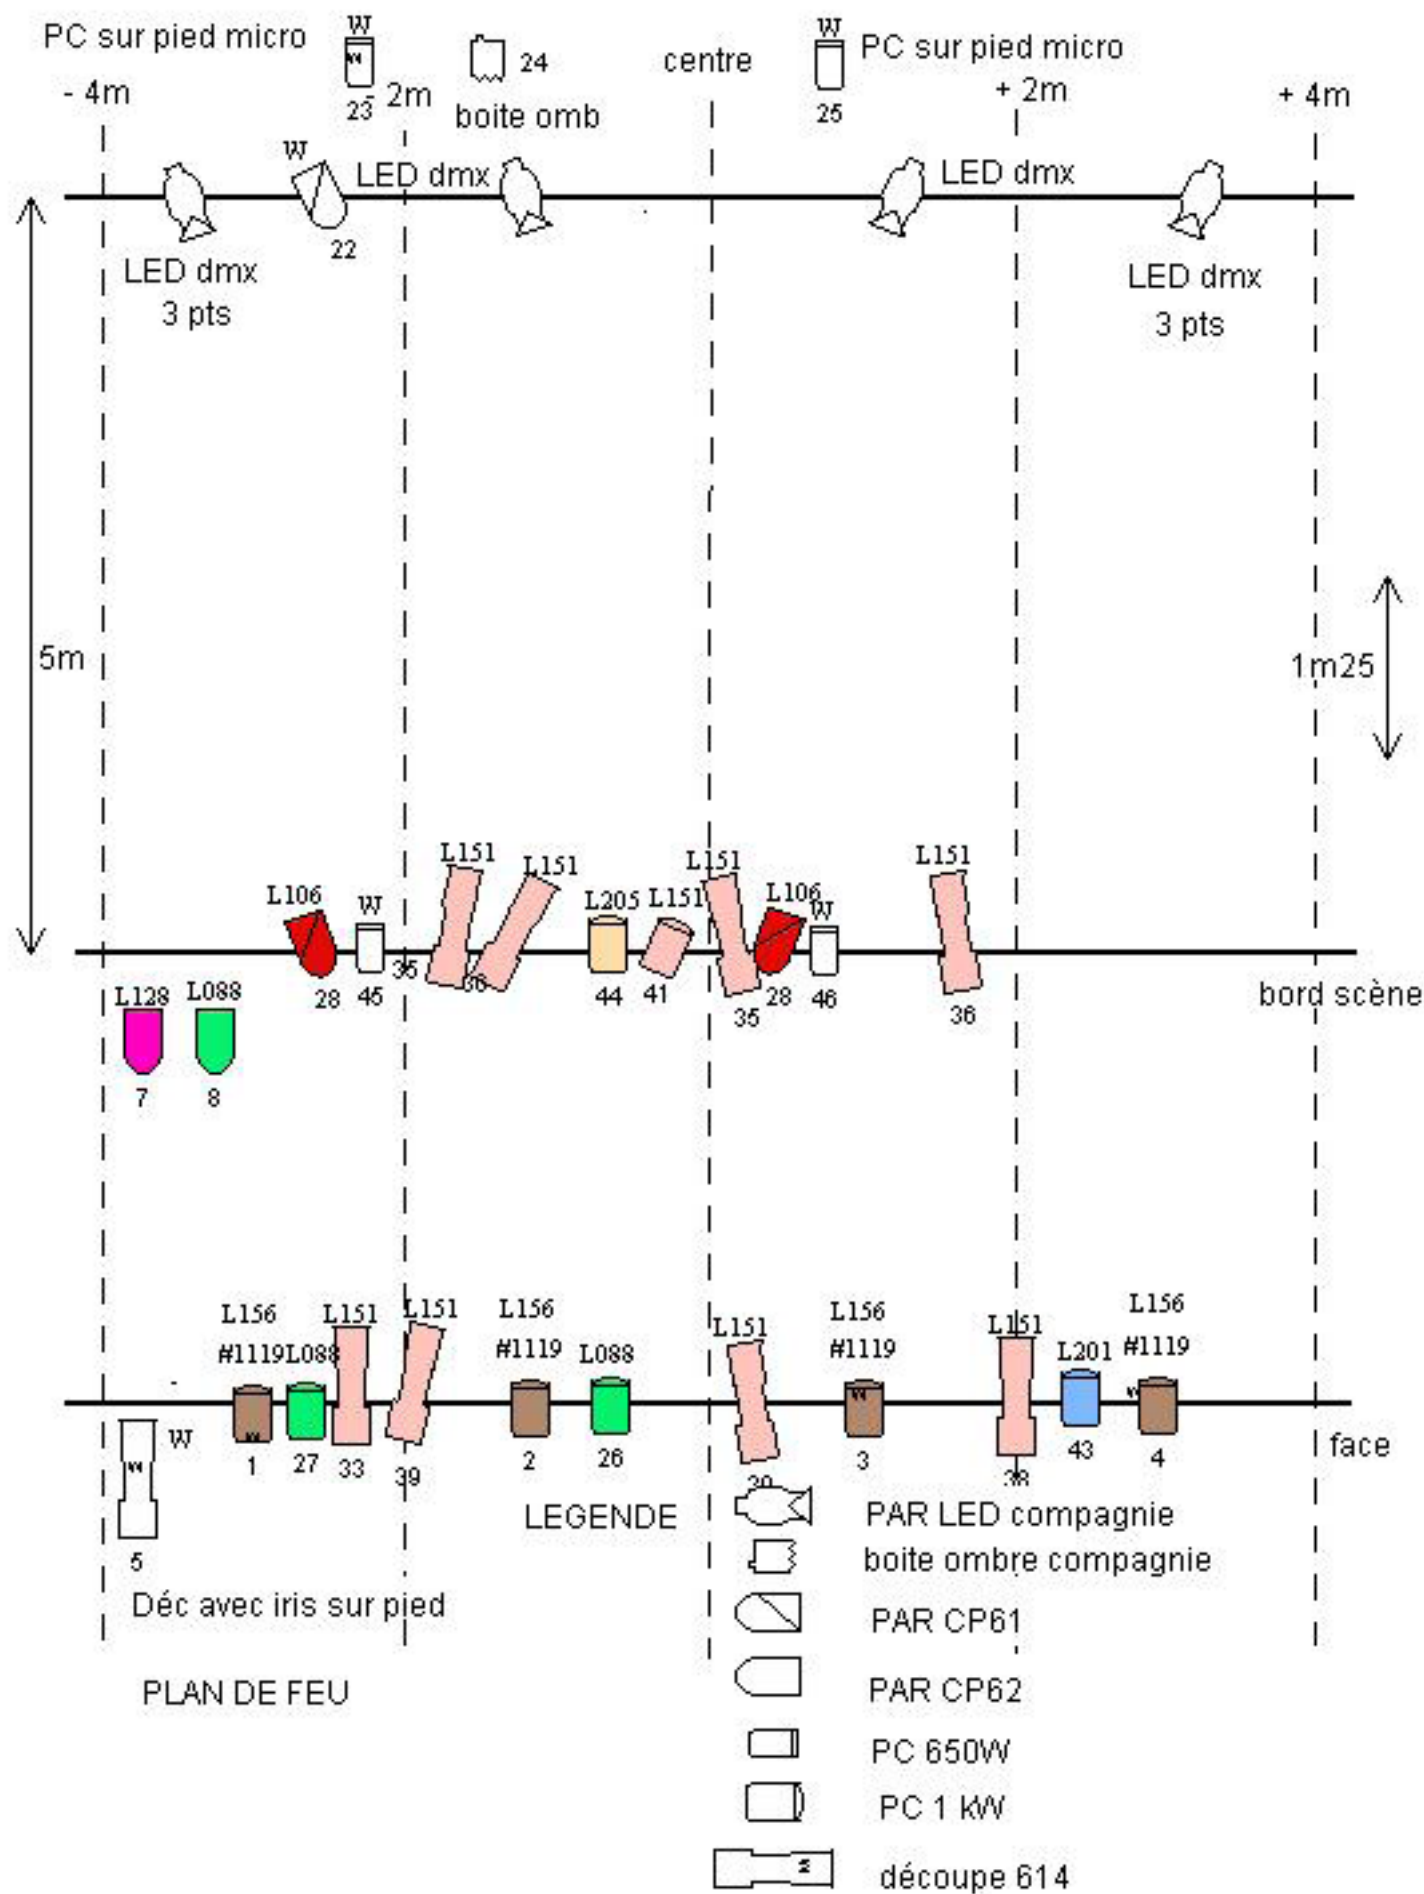 PC sur pied micro
W
W
23
24
boite omb
centre
W
25
PC sur pied micro
- 4m
- 2m
+ 2m
+ 4m
W
22
LED dmx
LED dmx
LED dmx
3 pts
LED dmx
3 pts
5m
1m25
L151
L151
L151
L151
L106
W
L205
L151
L106
W
35
36
28
45
44
41
35
28
46
36
bord scène
L128
L088
7
8
L156
#1119
L088
L151
L151
L156
#1119
L088
L151
L156
#1119
L151
L201
L156
#1119
W
W
W
1
27
33
39
2
26
3
38
43
4
face
W
W
5
Déc avec iris sur pied
PLAN DE FEU
LEGENDE
PAR LED compagnie
boite ombre compagnie
PAR CP61
PAR CP62
PC 650W
PC 1 kW
découpe 614